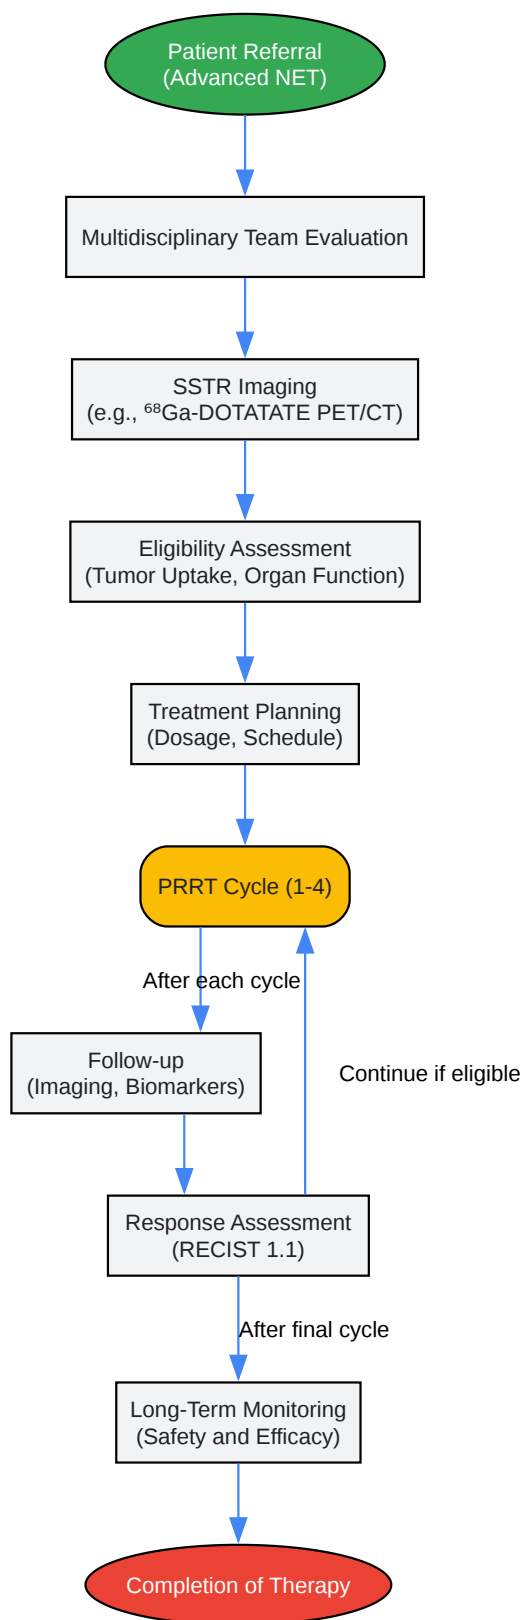 Patient Referral
(Advanced NET)
Multidisciplinary Team Evaluation
SSTR Imaging
(e.g., ⁶⁸Ga-DOTATATE PET/CT)
Eligibility Assessment
(Tumor Uptake, Organ Function)
Treatment Planning
(Dosage, Schedule)
PRRT Cycle (1-4)
After each cycle
Follow-up
(Imaging, Biomarkers)
Continue if eligible
Response Assessment
(RECIST 1.1)
After final cycle
Long-Term Monitoring
(Safety and Efficacy)
Completion of Therapy